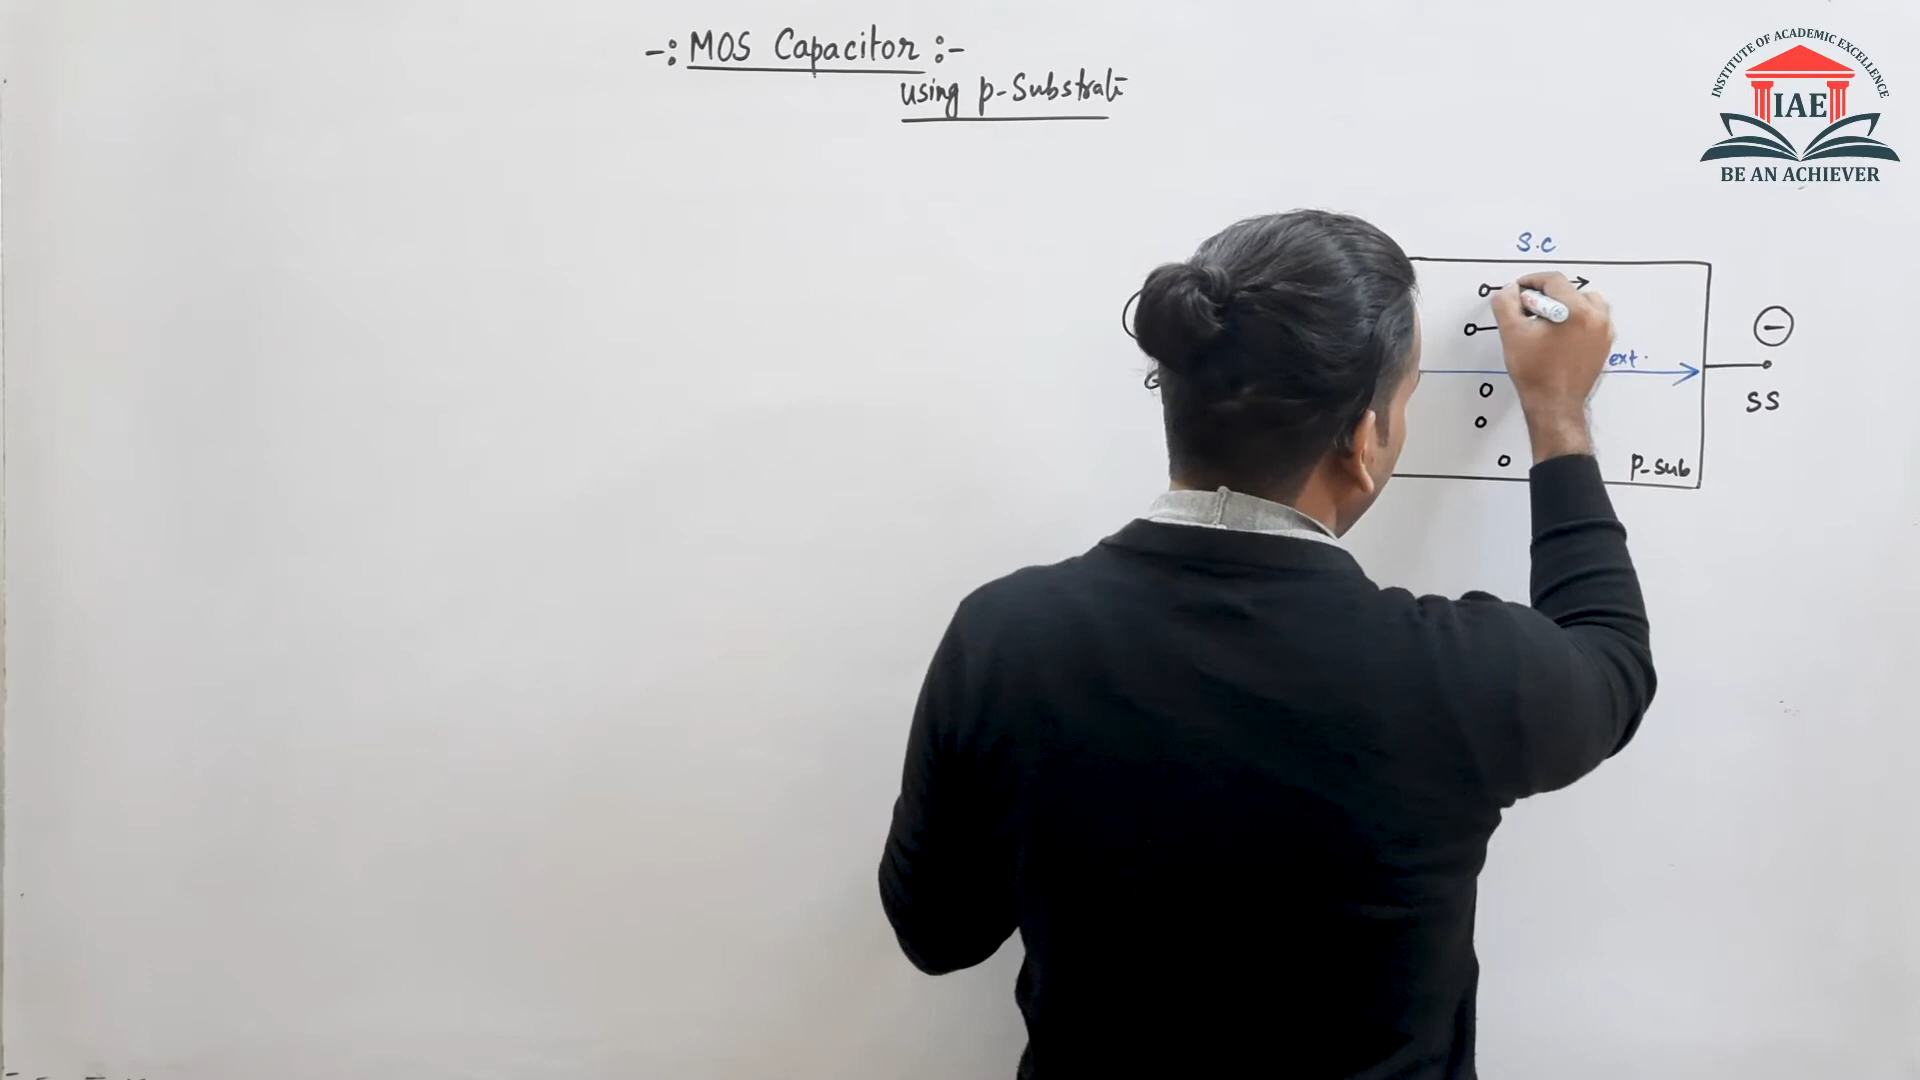 -: MOS Capacitor :-
using p-Substrate
INSTITUTE OF ACADEMIC EXCELLENCE
IAE
BE AN ACHIEVER
S.C
ext.
SS
P-sub